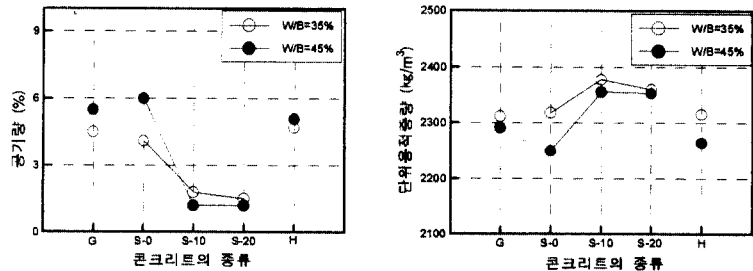 공기량 (%)
9
6
3
0
W/B=35%
W/B=45%
G
S-0
S-10
S-20
H
콘크리트의 종류
단위용적중량 (kg/m³)
2500
2400
2300
2200
2100
W/B=35%
W/B=45%
G
S-0
S-10
S-20
H
콘크리트의 종류